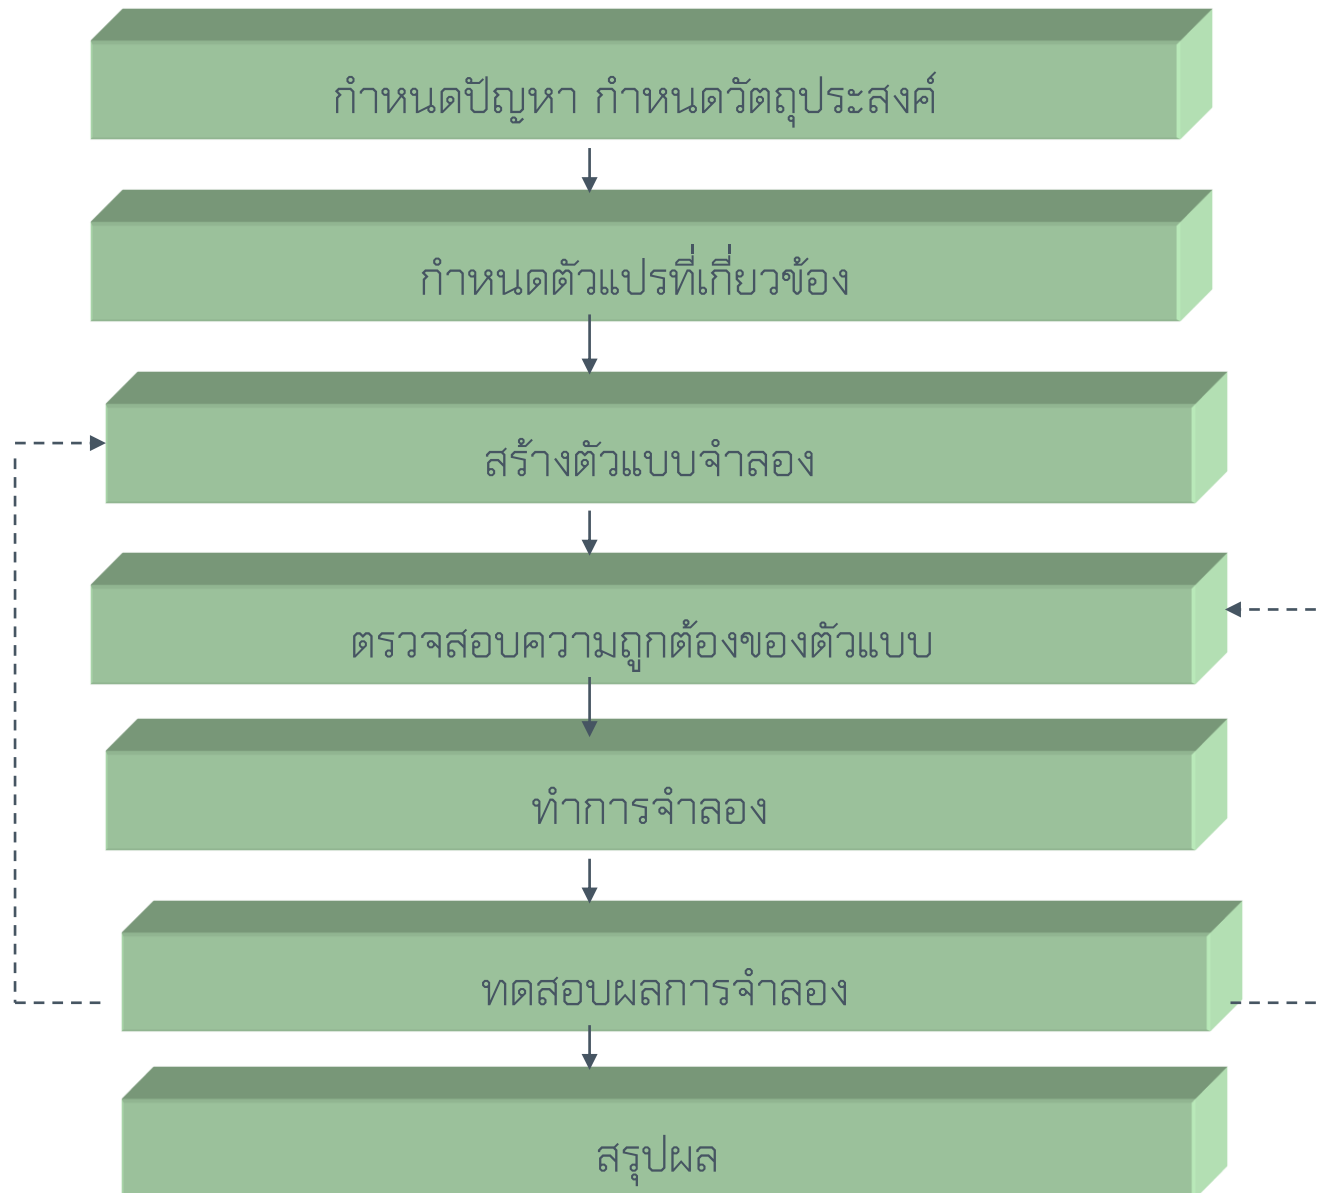 กำหนดปัญหา กำหนดวัตถุประสงค์
กำหนดตัวแปรที่เกี่ยวข้อง
สร้างตัวแบบจำลอง
ตรวจสอบความถูกต้องของตัวแบบ
ทำการจำลอง
ทดสอบผลการจำลอง
สรุปผล